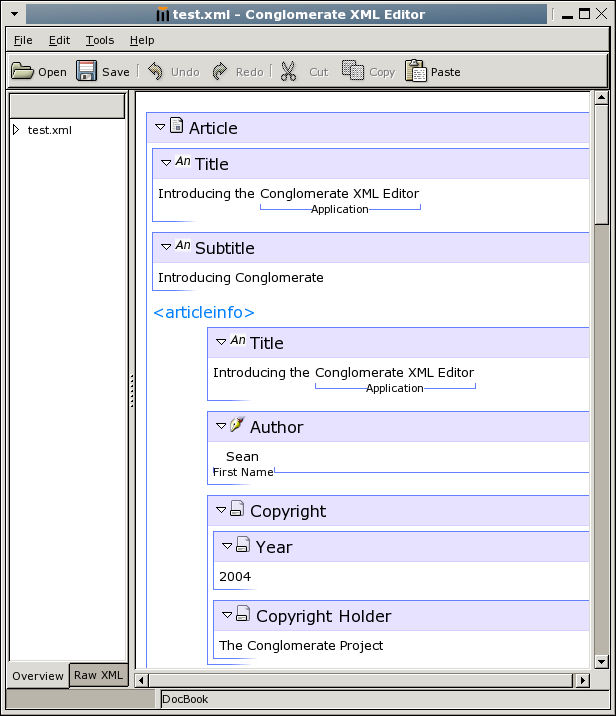 test.xml - Conglomerate XML Editor
File Edit Tools Help
Open Save Undo Redo Cut Copy Paste
test.xml
Article
An Title
Introducing the Conglomerate XML Editor
Application
An Subtitle
Introducing Conglomerate
<articleinfo>
An Title
Introducing the Conglomerate XML Editor
Application
Author
Sean
First Name
Copyright
Year
2004
Copyright Holder
The Conglomerate Project
Overview Raw XML
DocBook